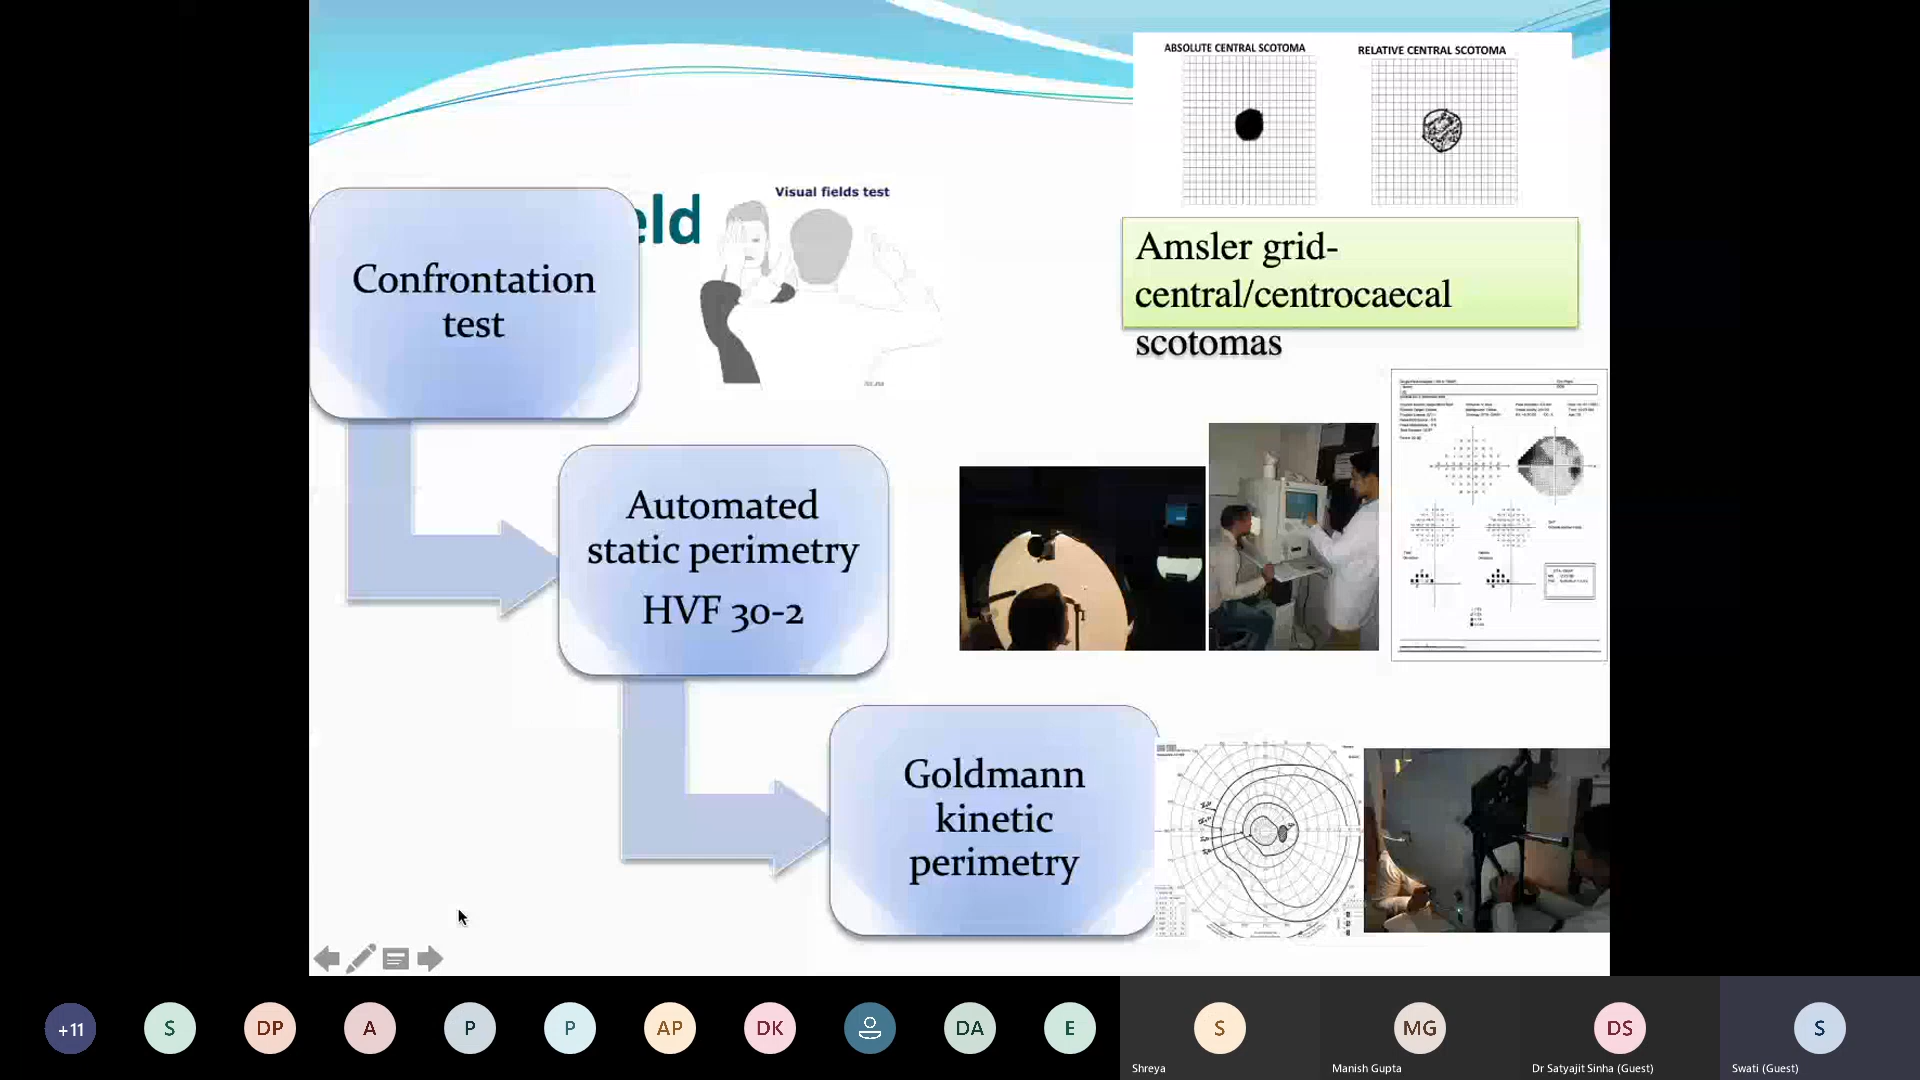 ABSOLUTE CENTRAL SCOTOMA
RELATIVE CENTRAL SCOTOMA
eld
Visual fields test
Confrontation
test
Amsler grid-
central/centrocaecal
scotomas
Automated
static perimetry
HVF 30-2
Goldmann
kinetic
perimetry
+11
S
DP
A
P
P
AP
DK
DA
E
S
MG
DS
S
Shreya
Manish Gupta
Dr Satyajit Sinha (Guest)
Swati (Guest)